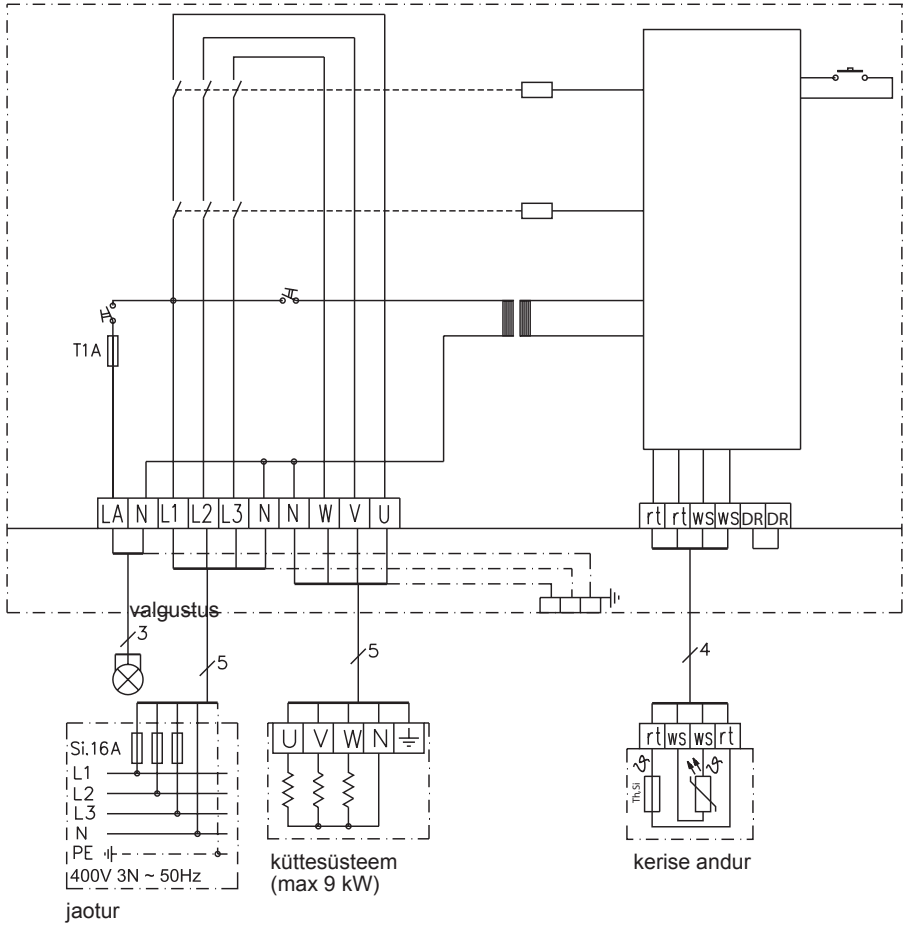 T1A
LA N L1 L2 L3 N N W V U
rt rt ws ws DR DR
valgustus
3
5
5
4
Si.16A
L1
L2
L3
N
PE
400V 3N ~ 50Hz
jaotur
U V W N
küttesüsteem
(max 9 kW)
rt ws ws rt
ϑ
ϑ
Th.Si
kerise andur